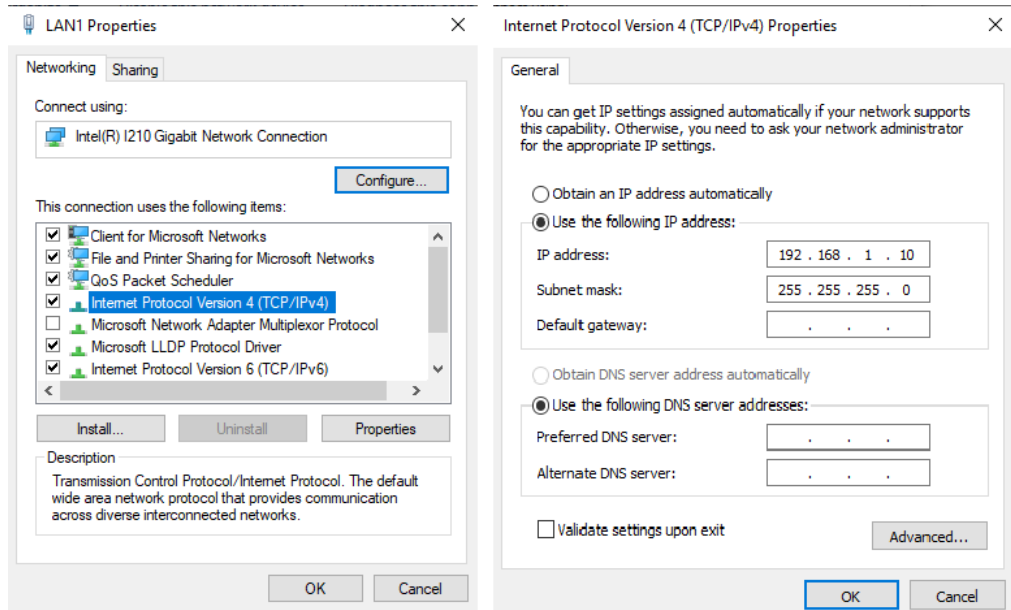 LAN1 Properties
Networking
Sharing
Connect using:
Intel(R) I210 Gigabit Network Connection
Configure...
This connection uses the following items:
Client for Microsoft Networks
File and Printer Sharing for Microsoft Networks
QoS Packet Scheduler
Internet Protocol Version 4 (TCP/IPv4)
Microsoft Network Adapter Multiplexor Protocol
Microsoft LLDP Protocol Driver
Internet Protocol Version 6 (TCP/IPv6)
Install...
Uninstall
Properties
Description
Transmission Control Protocol/Internet Protocol. The default
wide area network protocol that provides communication
across diverse interconnected networks.
OK
Cancel
Internet Protocol Version 4 (TCP/IPv4) Properties
General
You can get IP settings assigned automatically if your network supports
this capability. Otherwise, you need to ask your network administrator
for the appropriate IP settings.
Obtain an IP address automatically
Use the following IP address:
IP address: 192 . 168 . 1 . 10
Subnet mask: 255 . 255 . 255 . 0
Default gateway: . . .
Obtain DNS server address automatically
Use the following DNS server addresses:
Preferred DNS server: . . .
Alternate DNS server: . . .
Validate settings upon exit
Advanced...
OK
Cancel